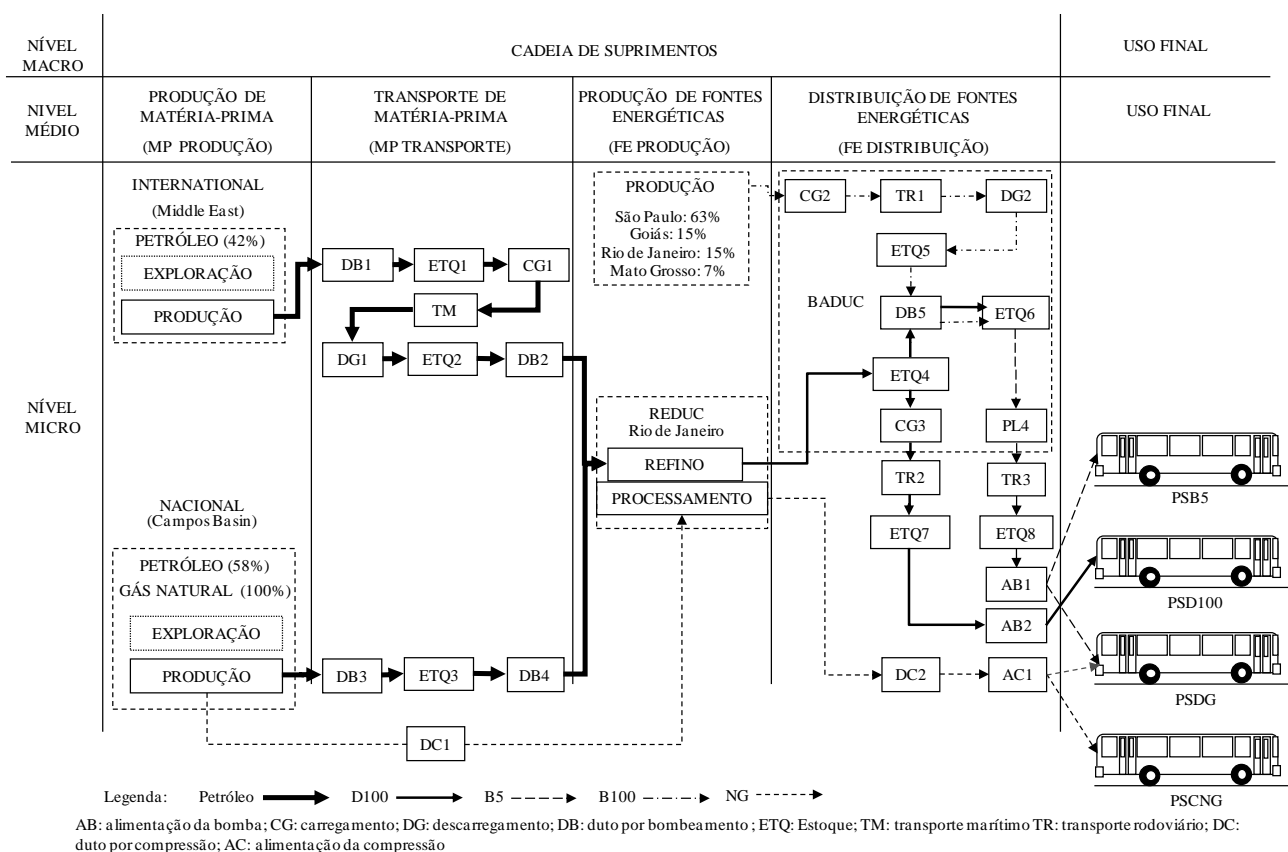 NÍVEL
MACRO
CADEIA DE SUPRIMENTOS
USO FINAL
NIVEL
MÉDIO
PRODUÇÃO DE
MATÉRIA-PRIMA
(MP PRODUÇÃO)
TRANSPORTE DE
MATÉRIA-PRIMA
(MP TRANSPORTE)
PRODUÇÃO DE FONTES
ENERGÉTICAS
(FE PRODUÇÃO)
DISTRIBUIÇÃO DE FONTES
ENERGÉTICAS
(FE DISTRIBUIÇÃO)
USO FINAL
NÍVEL
MICRO
INTERNATIONAL
(Middle East)
PETRÓLEO (42%)
EXPLORAÇÃO
PRODUÇÃO
DB1
ETQ1
CG1
TM
DG1
ETQ2
DB2
NACIONAL
(Campos Basin)
PETRÓLEO (58%)
GÁS NATURAL (100%)
EXPLORAÇÃO
PRODUÇÃO
DB3
ETQ3
DB4
DC1
PRODUÇÃO
São Paulo: 63%
Goiás: 15%
Rio de Janeiro: 15%
Mato Grosso: 7%
REDUC
Rio de Janeiro
REFINO
PROCESSAMENTO
CG2
TR1
DG2
ETQ5
BADUC
DB5
ETQ6
ETQ4
CG3
PL4
TR2
TR3
ETQ7
ETQ8
AB1
AB2
DC2
AC1
PSB5
PSD100
PSDG
PSCNG
Legenda: Petróleo D100 B5 B100 NG
AB: alimentação da bomba; CG: carregamento; DG: descarregamento; DB: duto por bombeamento ; ETQ: Estoque; TM: transporte marítimo TR: transporte rodoviário; DC:
duto por compressão; AC: alimentação da compressão